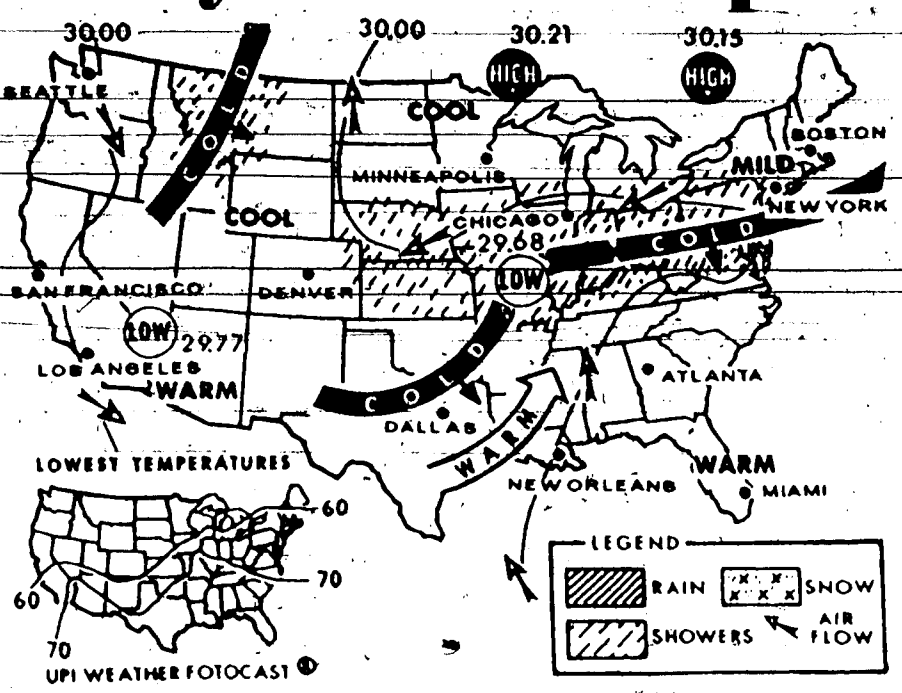 30.00
30.00
30.21
30.15
HIGH
HIGH
SEATTLE
COLD
COOL
BOSTON
MINNEAPOLIS
MILD
NEW YORK
COOL
CHICAGO
29.68
COLD
LOW
SAN FRANCISCO
DENVER
LOW
29.77
LOS ANGELES
WARM
COLD
ATLANTA
DALLAS
WARM
LOWEST TEMPERATURES
NEW ORLEANS
WARM
MIAMI
60
LEGEND
70
RAIN
SNOW
60
SHOWERS
AIR
FLOW
70
UPI WEATHER FOTOCAST